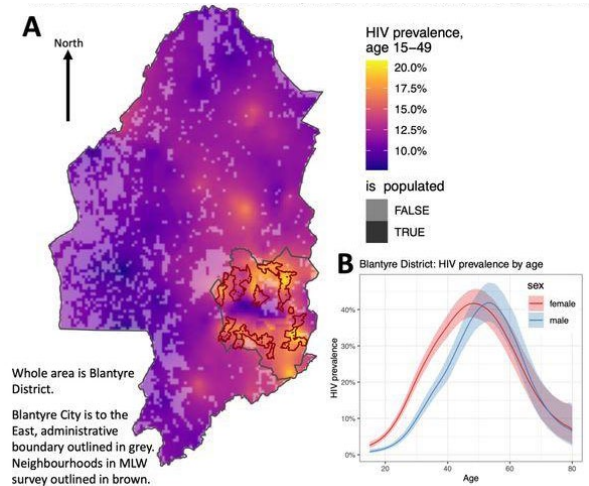 A
North
HIV prevalence,
age 15−49
20.0%
17.5%
15.0%
12.5%
10.0%
is populated
FALSE
TRUE
Whole area is Blantyre
District.
Blantyre City is to the
East, administrative
boundary outlined in grey.
Neighbourhoods in MLW
survey outlined in brown.
B
Blantyre District: HIV prevalence by age
sex
female
male
HIV prevalence
40%
30%
20%
10%
0%
20
40
60
80
Age